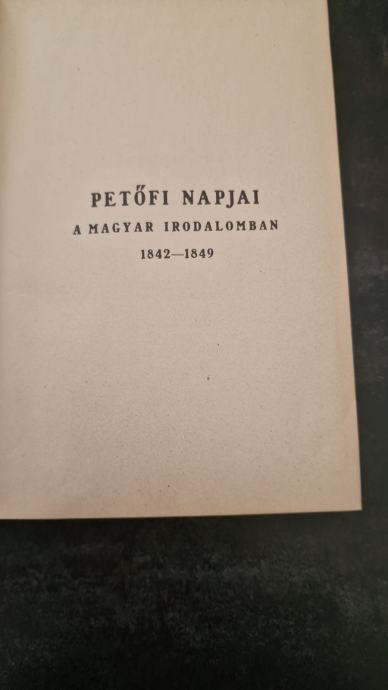 PETŐFI NAPJAI
A MAGYAR IRODALOMBAN
1842—1849